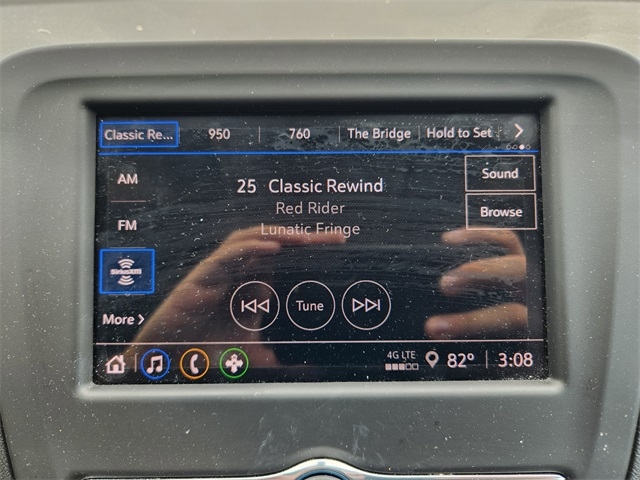 Classic Re... 950 760 The Bridge Hold to Set
AM
25 Classic Rewind
Sound
Red Rider
Browse
FM
Lunatic Fringe
SiriusXM
Tune
More >
4G LTE
82° 3:08